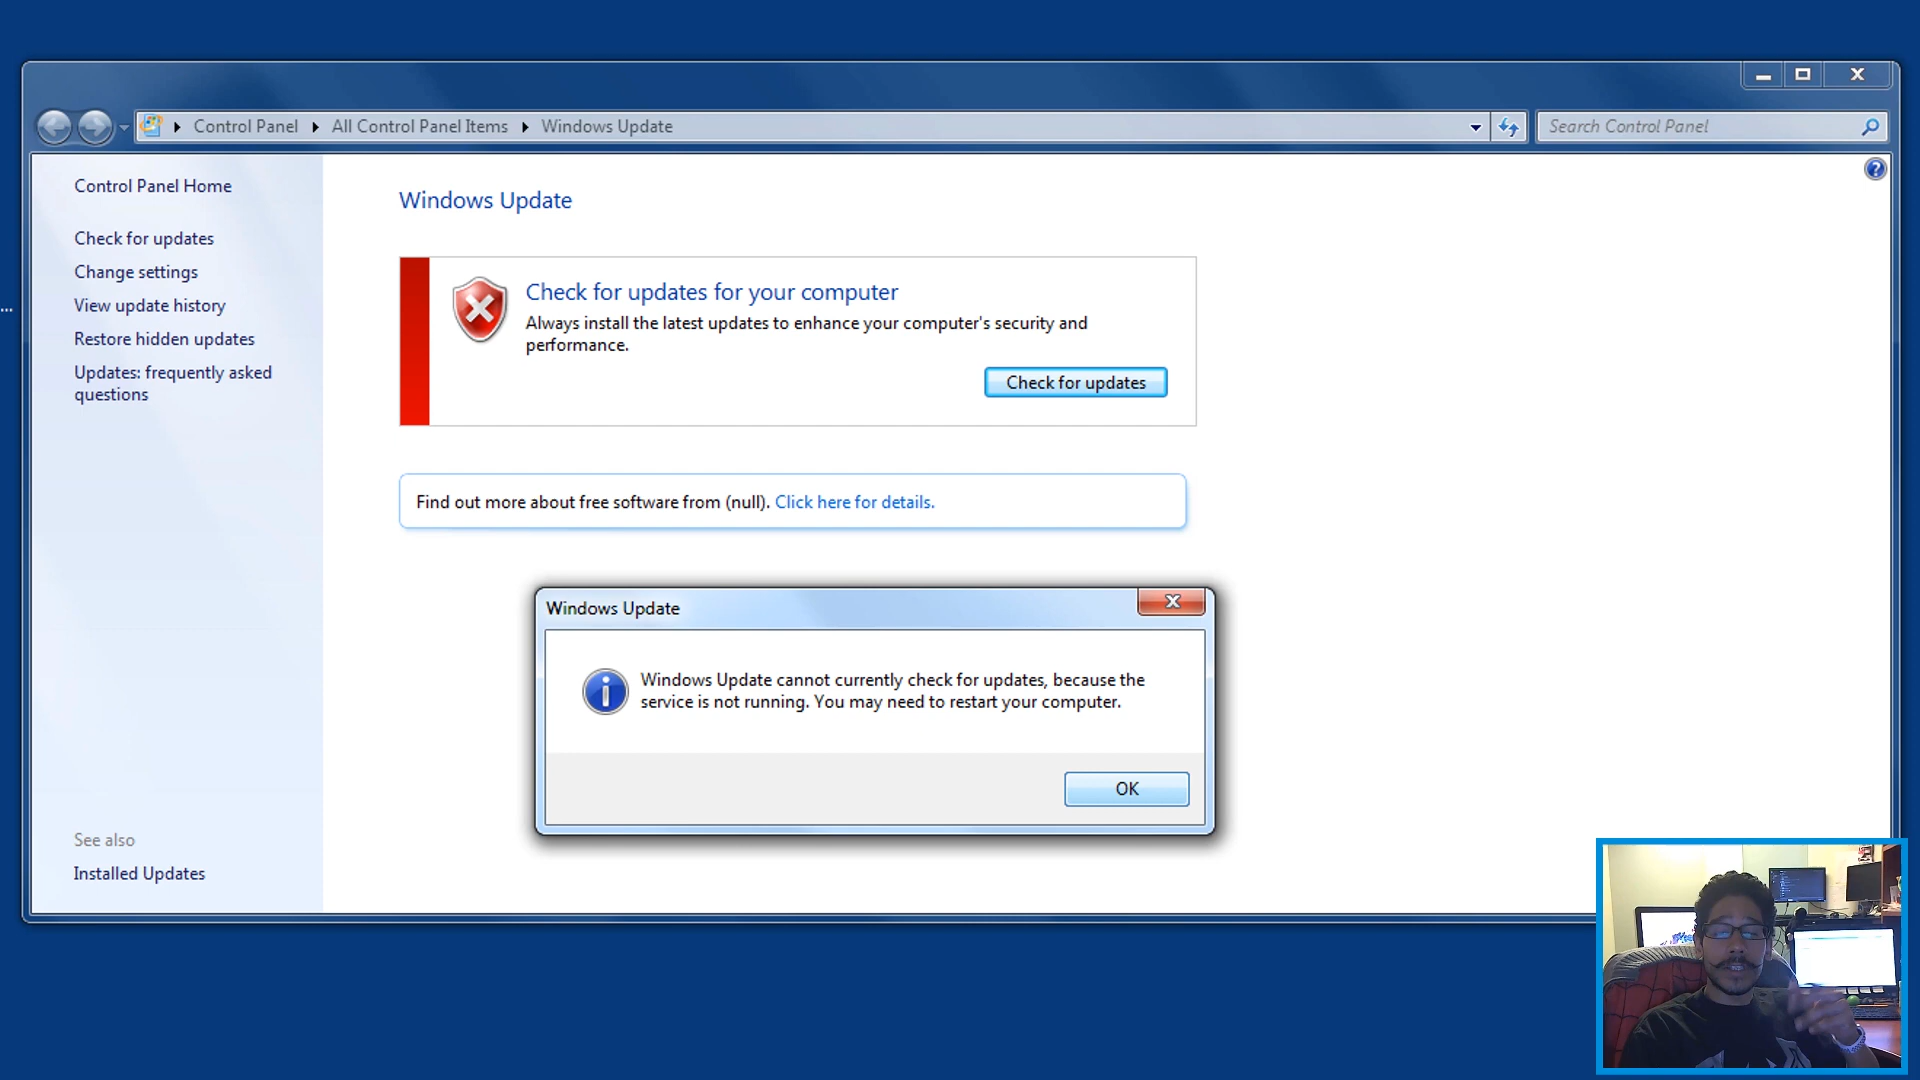 Control Panel ▸ All Control Panel Items ▸ Windows Update
Search Control Panel
Control Panel Home
Check for updates
Change settings
View update history
Restore hidden updates
Updates: frequently asked
questions
See also
Installed Updates
Windows Update
Check for updates for your computer
Always install the latest updates to enhance your computer's security and
performance.
Check for updates
Find out more about free software from (null). Click here for details.
Windows Update
Windows Update cannot currently check for updates, because the
service is not running. You may need to restart your computer.
OK
...